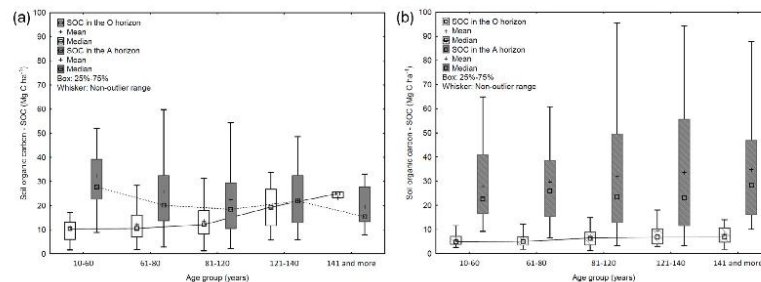 (a)
SOC in the O horizon
Mean
Median
SOC in the A horizon
Mean
Median
Box: 25%-75%
Whisker: Non-outlier range
Soil organic carbon - SOC (Mg C ha⁻¹)
100
90
80
70
60
50
40
30
20
10
0
10-60
61-80
81-120
121-140
141 and more
Age group (years)
(b)
SOC in the O horizon
Mean
Median
SOC in the A horizon
Mean
Median
Box: 25%-75%
Whisker: Non-outlier range
Soil organic carbon - SOC (Mg C ha⁻¹)
100
90
80
70
60
50
40
30
20
10
0
10-60
61-80
81-120
121-140
141 and more
Age group (years)